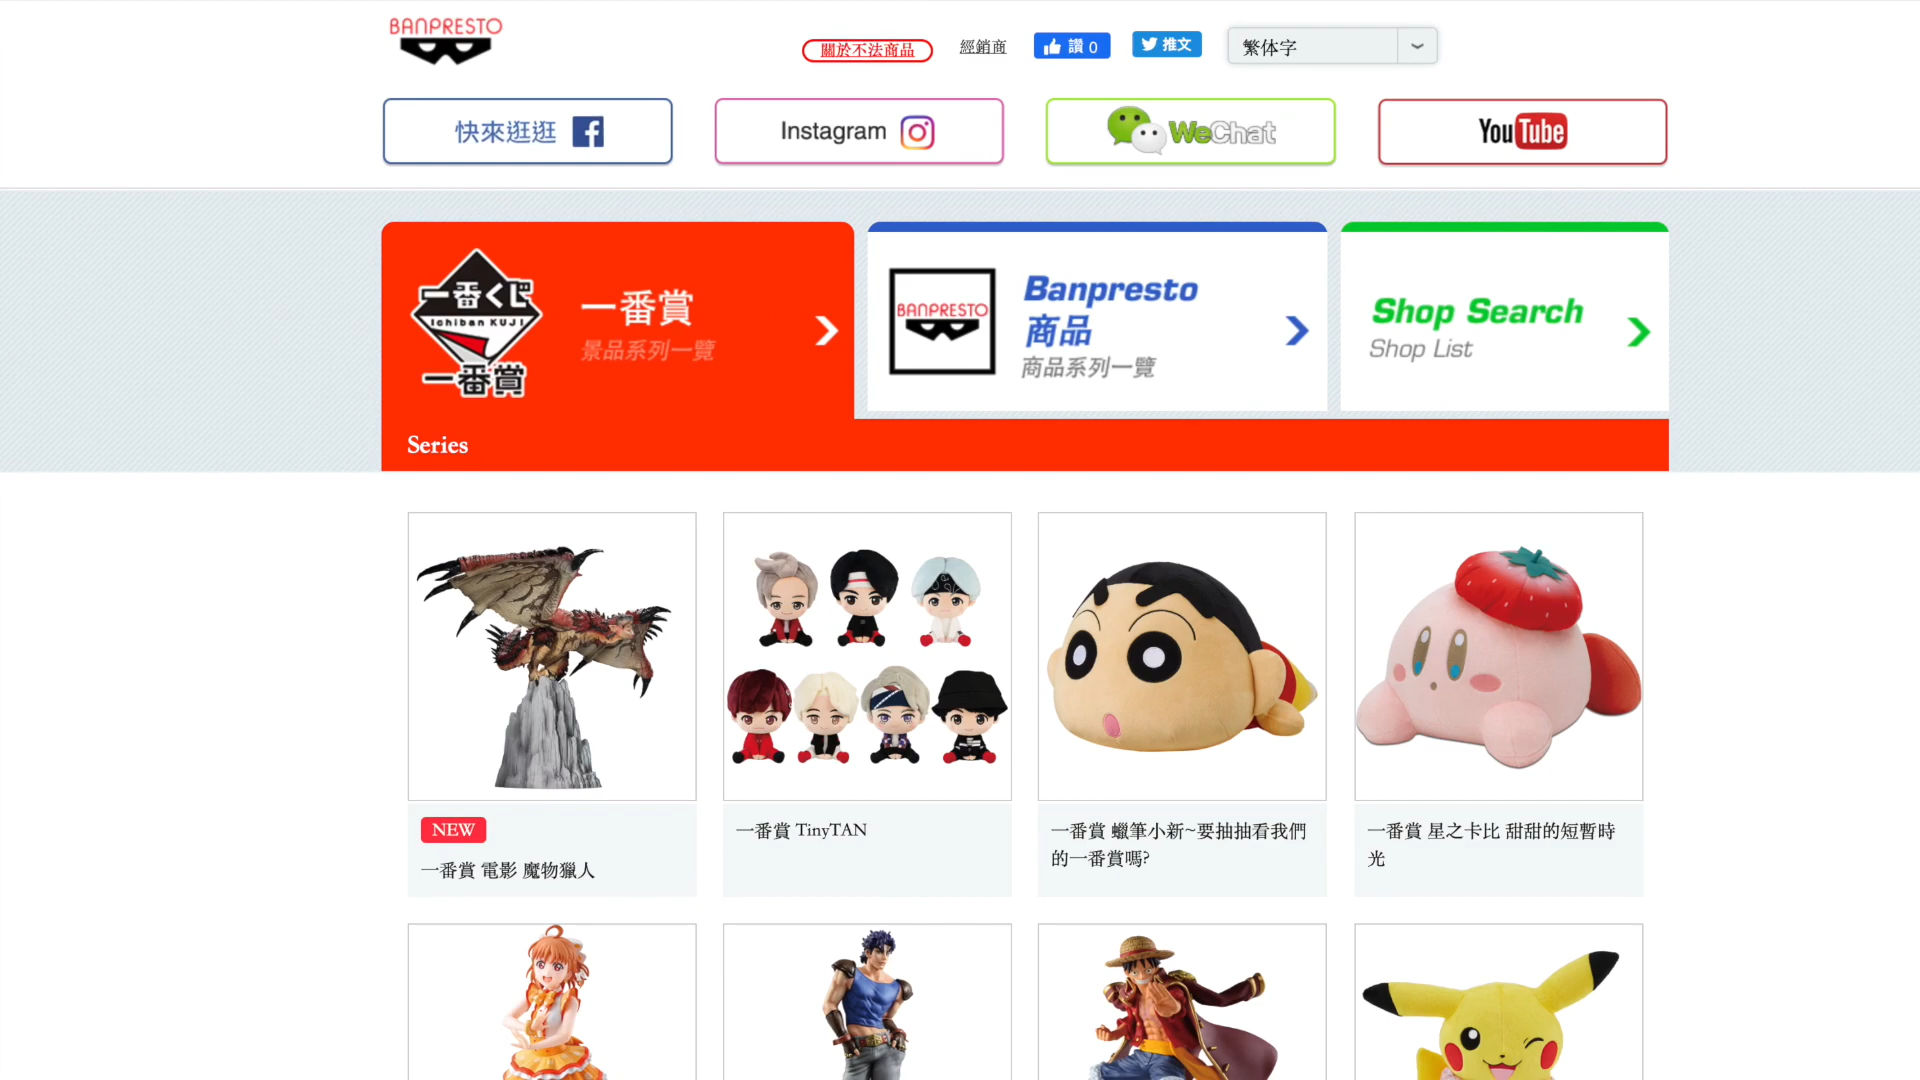 BANPRESTO
關於不法商品
經銷商
讚 0
推文
繁体字
快來逛逛
Instagram
WeChat
YouTube
一番くじ
Ichiban KUJI
一番賞
一番賞
景品系列一覽
BANPRESTO
Banpresto
商品
商品系列一覽
Shop Search
Shop List
Series
NEW
一番賞 電影 魔物獵人
一番賞 TinyTAN
一番賞 蠟筆小新~要抽抽看我們
的一番賞嗎?
一番賞 星之卡比 甜甜的短暫時
光